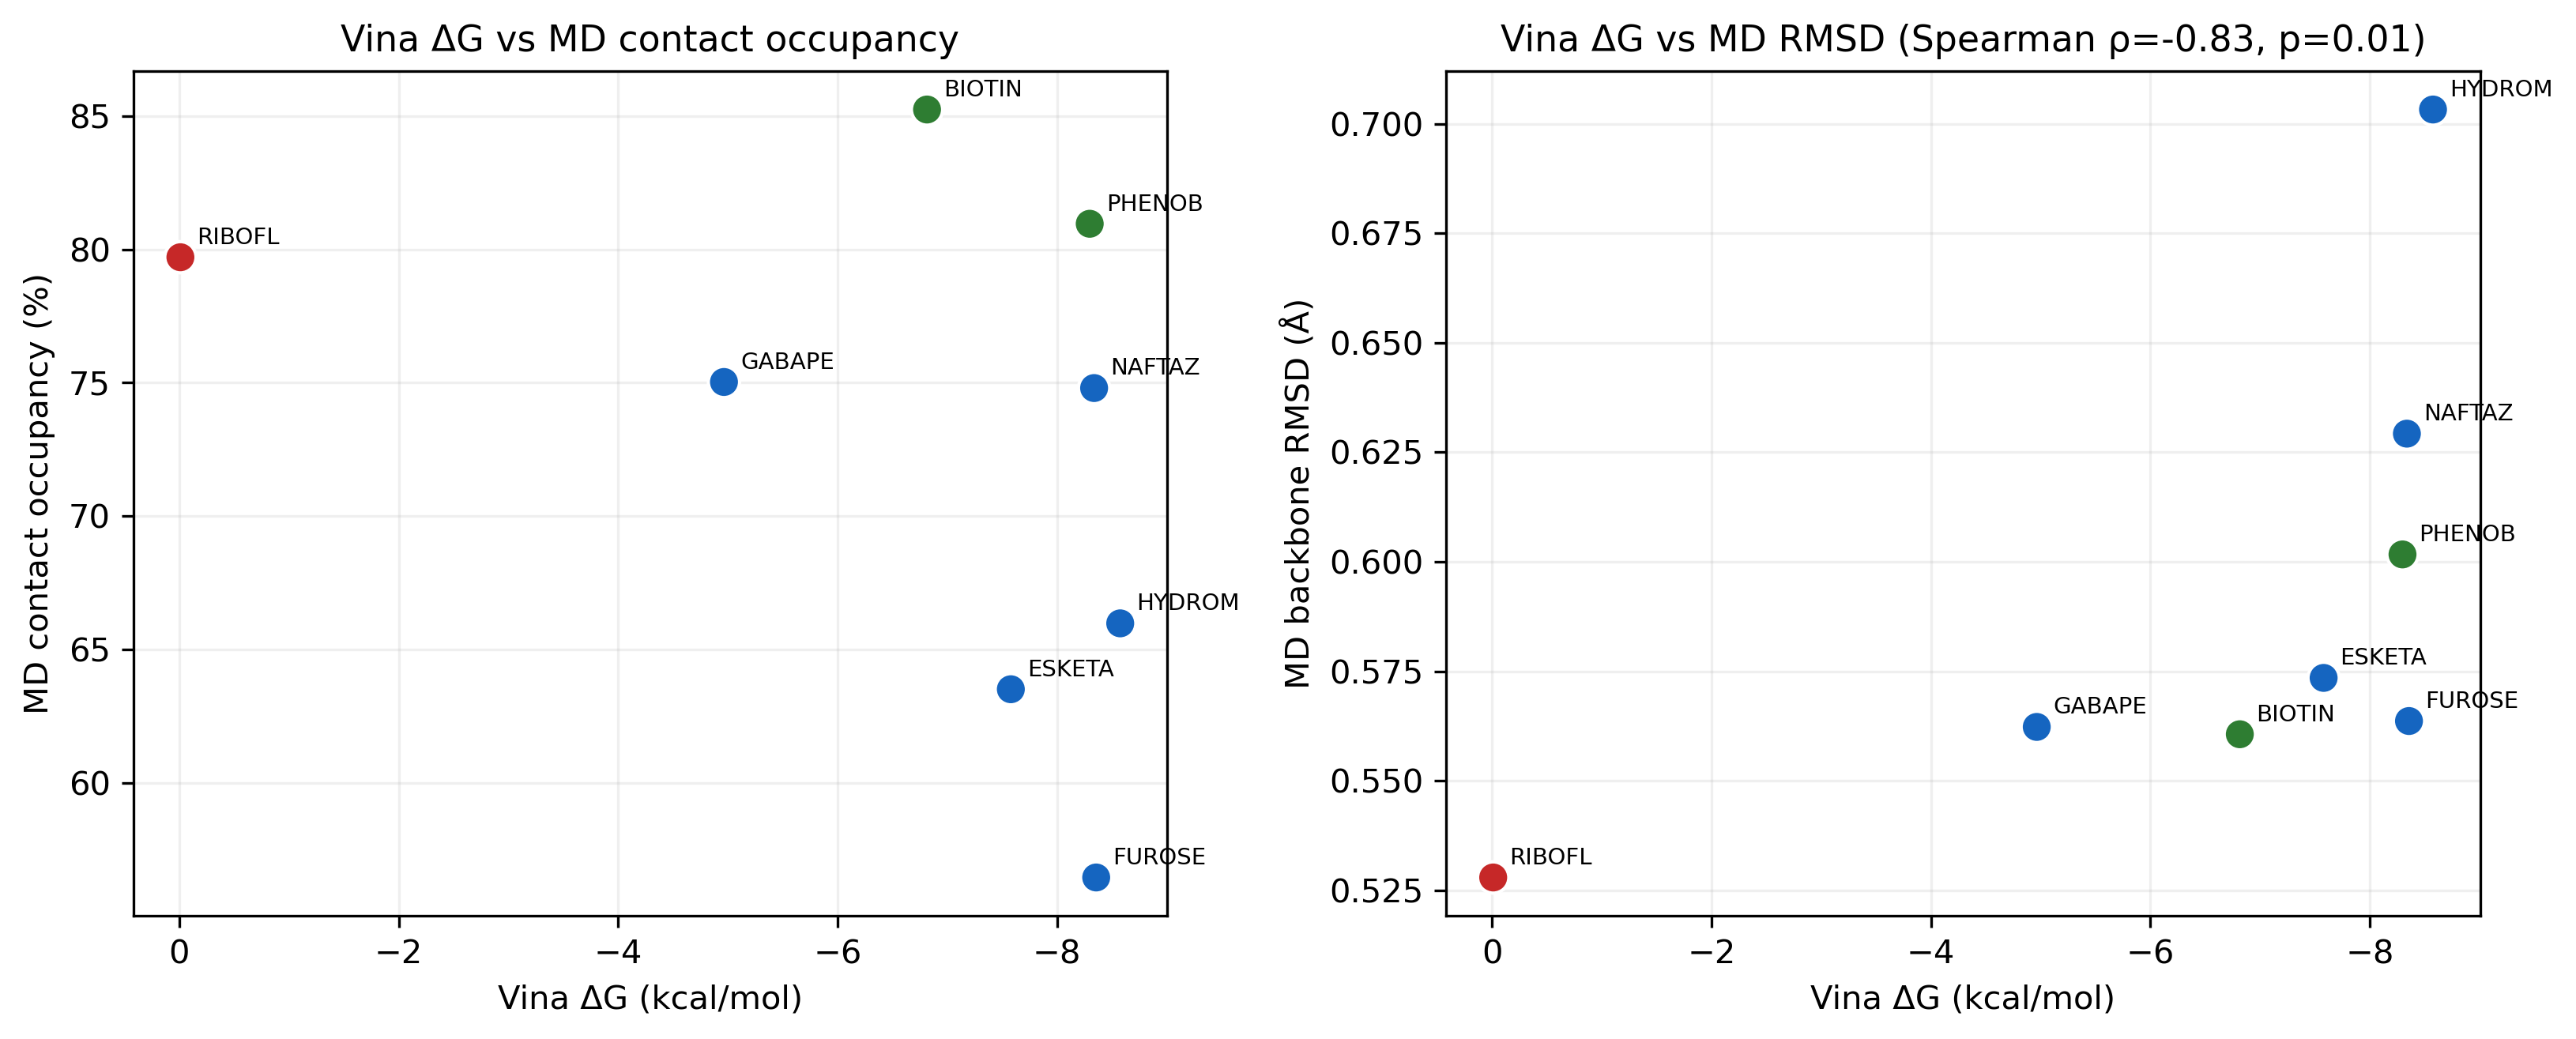 Vina ΔG vs MD contact occupancy
MD contact occupancy (%)
85
80
75
70
65
60
BIOTIN
PHENOB
RIBOFL
GABAPE
NAFTAZ
HYDROM
ESKETA
FUROSE
0
−2
−4
−6
−8
Vina ΔG (kcal/mol)
Vina ΔG vs MD RMSD (Spearman ρ=-0.83, p=0.01)
MD backbone RMSD (Å)
0.700
0.675
0.650
0.625
0.600
0.575
0.550
0.525
HYDROM
NAFTAZ
PHENOB
ESKETA
FUROSE
GABAPE
BIOTIN
RIBOFL
0
−2
−4
−6
−8
Vina ΔG (kcal/mol)